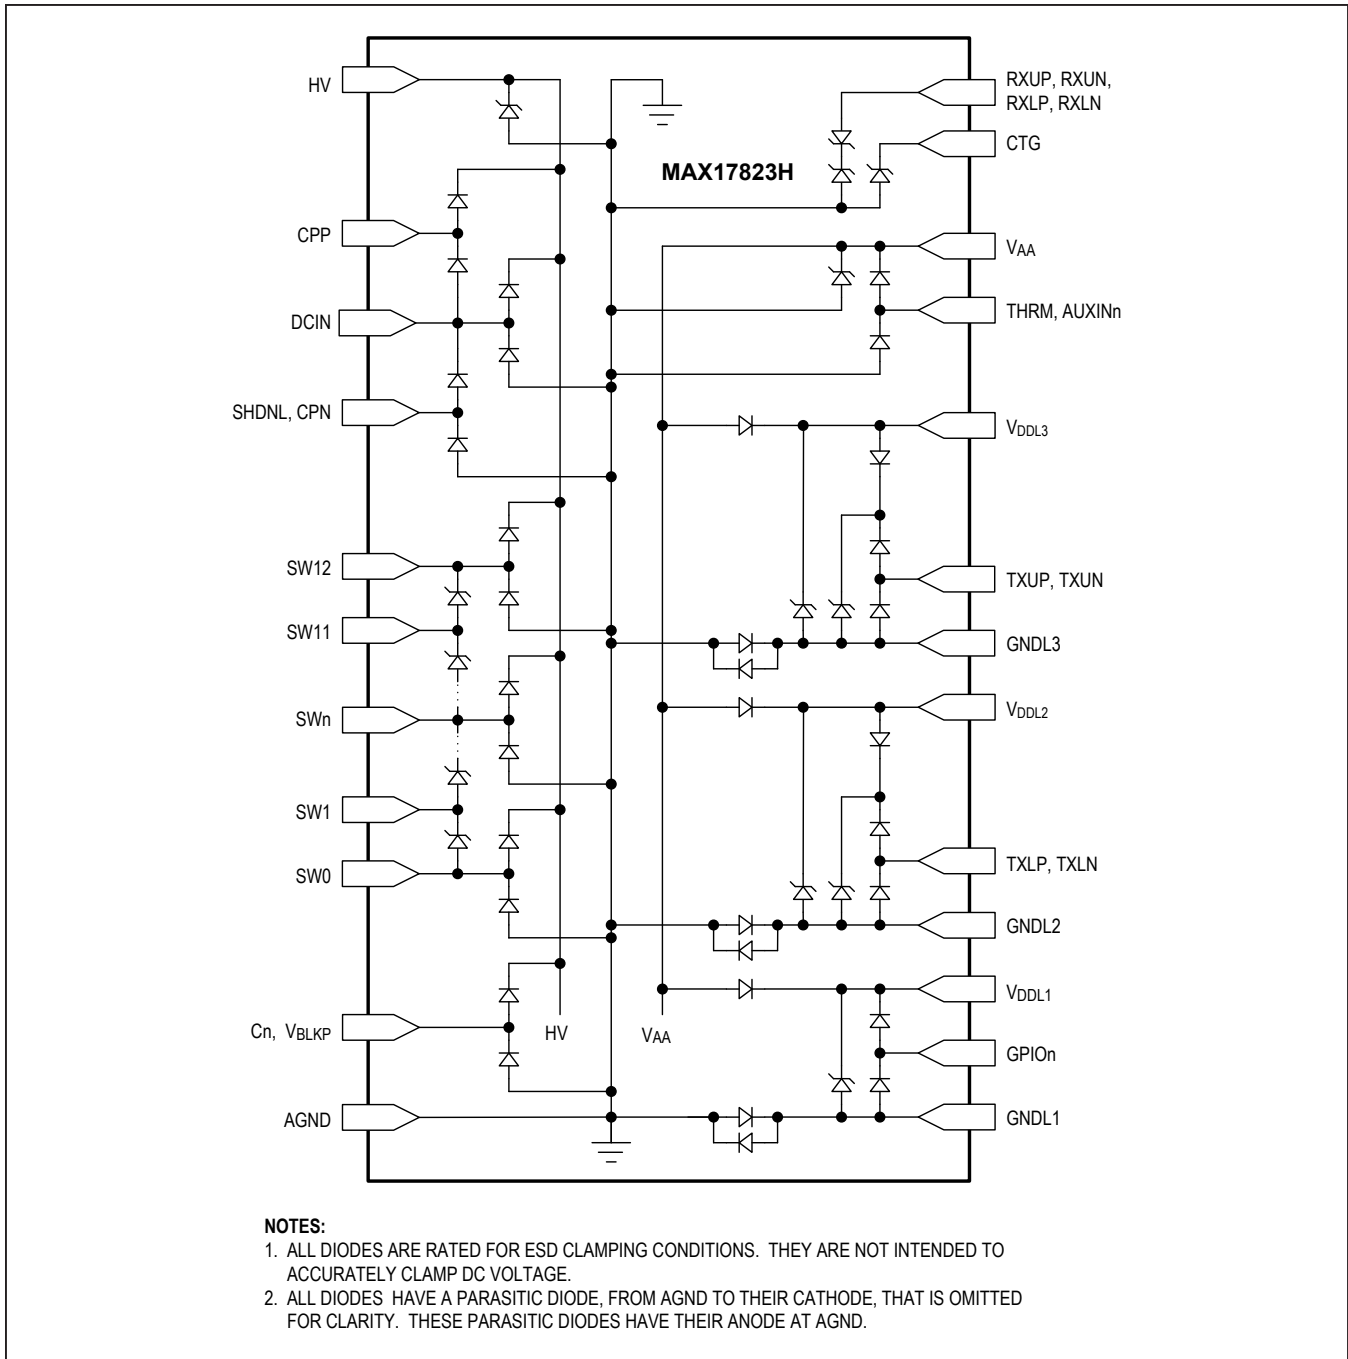 HV
CPP
DCIN
SHDNL, CPN
SW12
SW11
SWn
SW1
SW0
Cn, VBLKP
AGND
MAX17823H
HV
VAA
RXUP, RXUN,
RXLP, RXLN
CTG
VAA
THRM, AUXINn
VDDL3
TXUP, TXUN
GNDL3
VDDL2
TXLP, TXLN
GNDL2
VDDL1
GPIOn
GNDL1
NOTES:
1. ALL DIODES ARE RATED FOR ESD CLAMPING CONDITIONS. THEY ARE NOT INTENDED TO
ACCURATELY CLAMP DC VOLTAGE.
2. ALL DIODES HAVE A PARASITIC DIODE, FROM AGND TO THEIR CATHODE, THAT IS OMITTED
FOR CLARITY. THESE PARASITIC DIODES HAVE THEIR ANODE AT AGND.